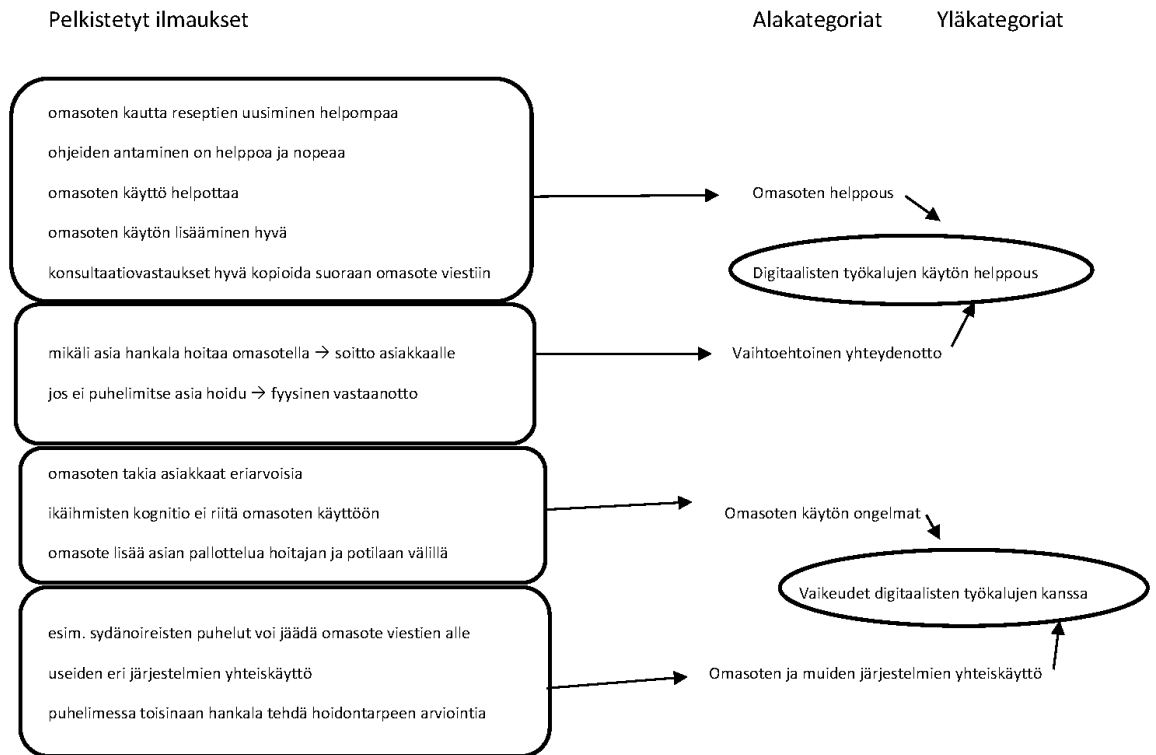 Pelkistetyt ilmaukset Alakategoriat Yläkategoriat
omasoten kautta reseptien uusiminen helpompaa
ohjeiden antaminen on helppoa ja nopeaa
omasoten käyttö helpottaa
omasoten käytön lisääminen hyvä
konsultaatiovastaukset hyvä kopioida suoraan omasote viestiin
Omasoten helppous
Digitaalisten työkalujen käytön helppous
mikäli asia hankala hoitaa omasotella → soitto asiakkaalle
jos ei puhelimitse asia hoidu → fyysinen vastaanotto
Vaihtoehtoinen yhteydenotto
omasoten takia asiakkaat eriarvoisia
ikäihmisten kognitio ei riitä omasoten käyttöön
omasote lisää asian pallottelua hoitajan ja potilaan välillä
Omasoten käytön ongelmat
Vaikeudet digitaalisten työkalujen kanssa
esim. sydänoireisten puhelut voi jäädä omasote viestien alle
useiden eri järjestelmien yhteiskäyttö
puhelimessa toisinaan hankala tehdä hoidontarpeen arviointia
Omasoten ja muiden järjestelmien yhteiskäyttö